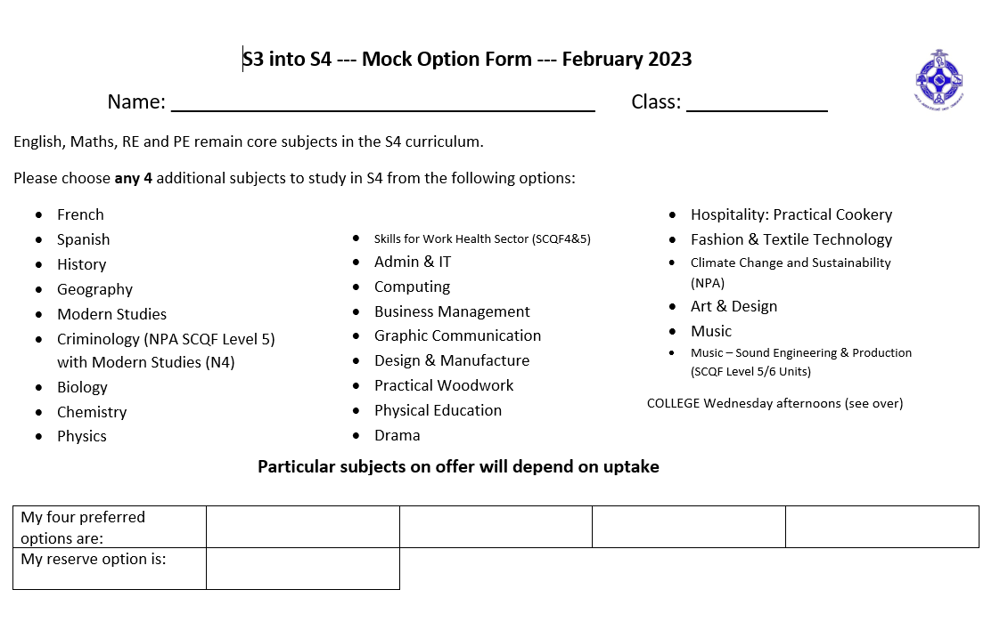 S3 into S4 --- Mock Option Form --- February 2023
Name: ________________________________________ Class: _____________
English, Maths, RE and PE remain core subjects in the S4 curriculum.
Please choose any 4 additional subjects to study in S4 from the following options:
• French
• Spanish
• History
• Geography
• Modern Studies
• Criminology (NPA SCQF Level 5)
with Modern Studies (N4)
• Biology
• Chemistry
• Physics
• Skills for Work Health Sector (SCQF4&5)
• Admin & IT
• Computing
• Business Management
• Graphic Communication
• Design & Manufacture
• Practical Woodwork
• Physical Education
• Drama
• Hospitality: Practical Cookery
• Fashion & Textile Technology
• Climate Change and Sustainability
(NPA)
• Art & Design
• Music
• Music – Sound Engineering & Production
(SCQF Level 5/6 Units)
COLLEGE Wednesday afternoons (see over)
Particular subjects on offer will depend on uptake
My four preferred
options are:
My reserve option is: